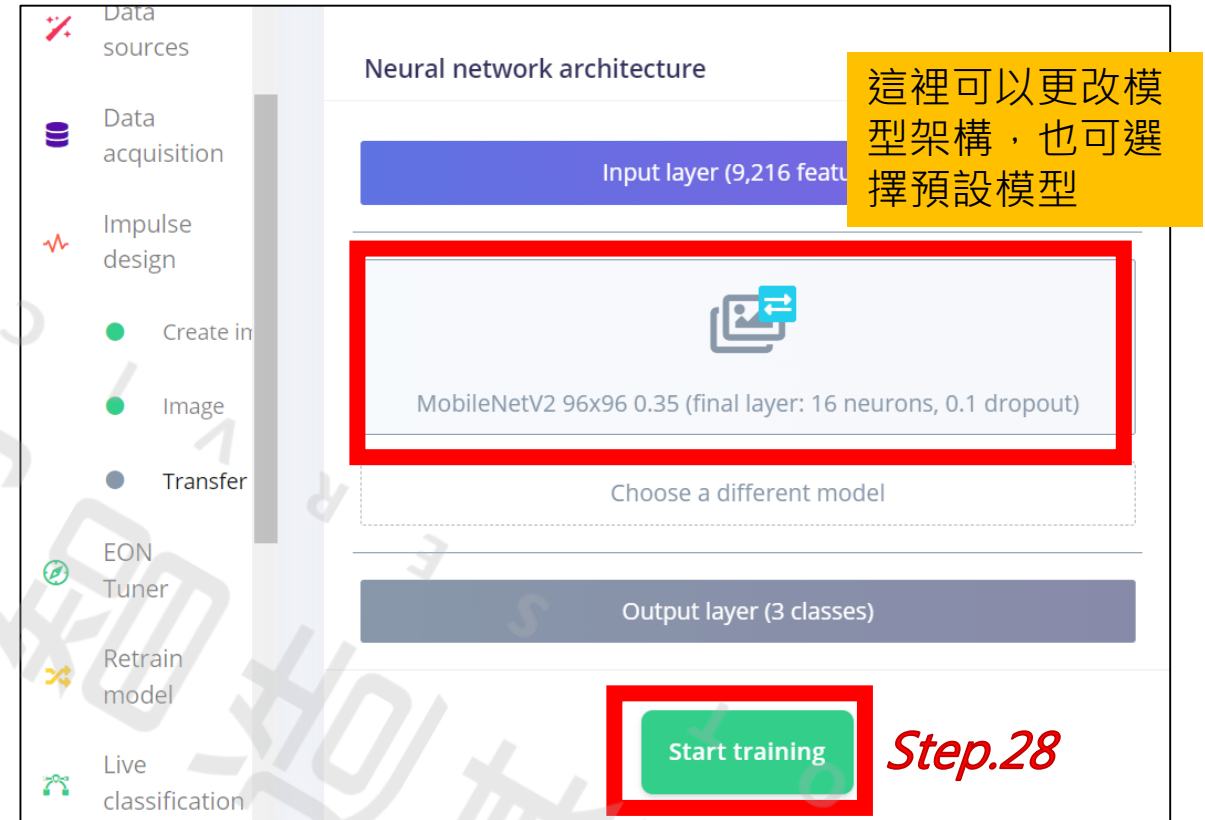 Data
sources
Data
acquisition
Impulse
design
Create im
Image
Transfer
EON
Tuner
Retrain
model
Live
classification
Neural network architecture
這裡可以更改模
型架構，也可選
擇預設模型
Input layer (9,216 featu
MobileNetV2 96x96 0.35 (final layer: 16 neurons, 0.1 dropout)
Choose a different model
Output layer (3 classes)
Start training
Step.28